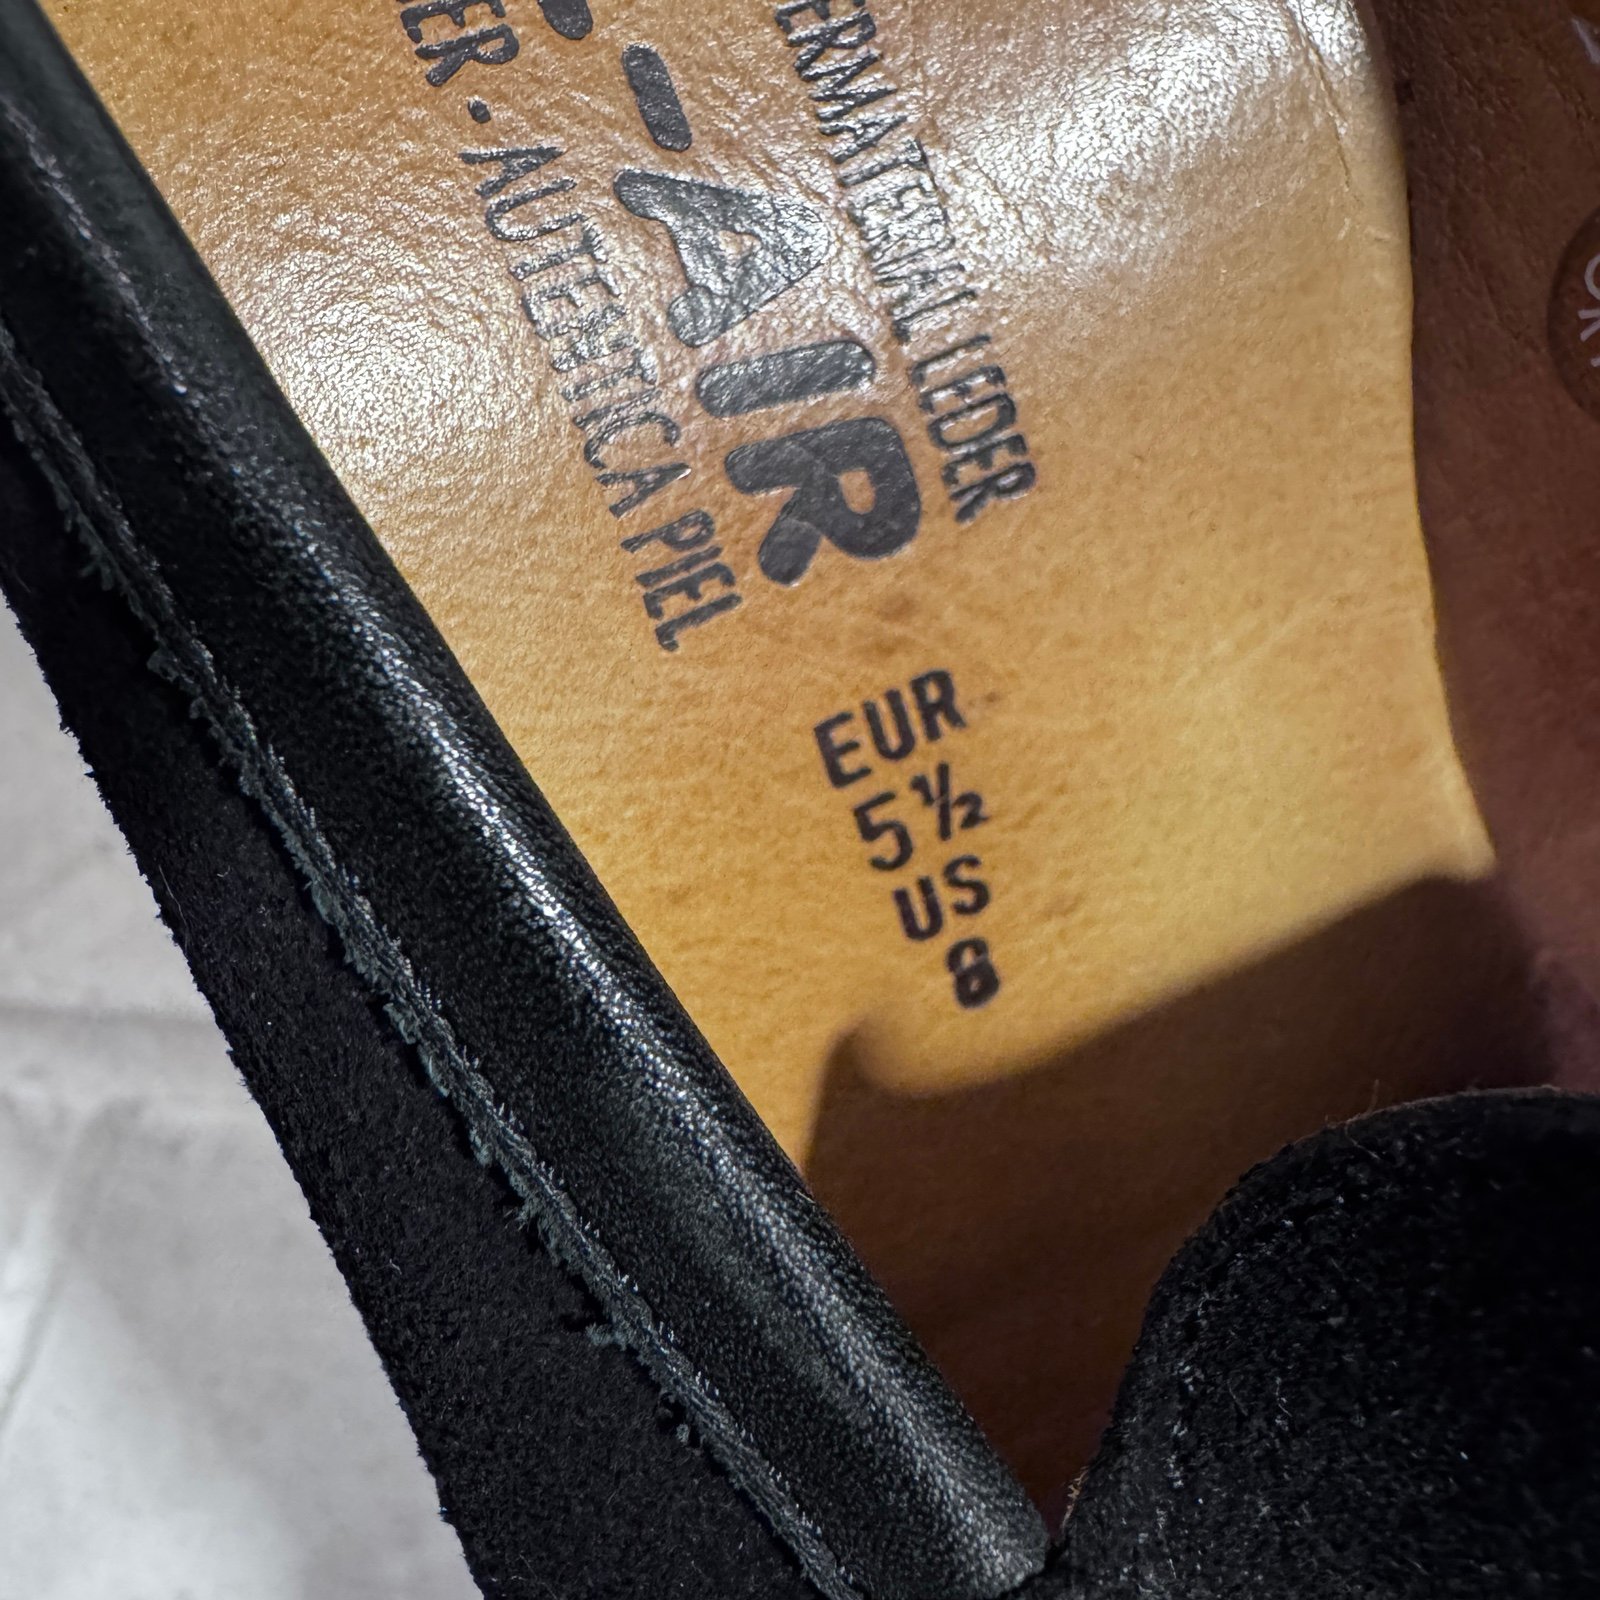 ERMATERIAL LEDER
-AIR
ER · AUTENTICA PIEL
EUR
5½
US
8